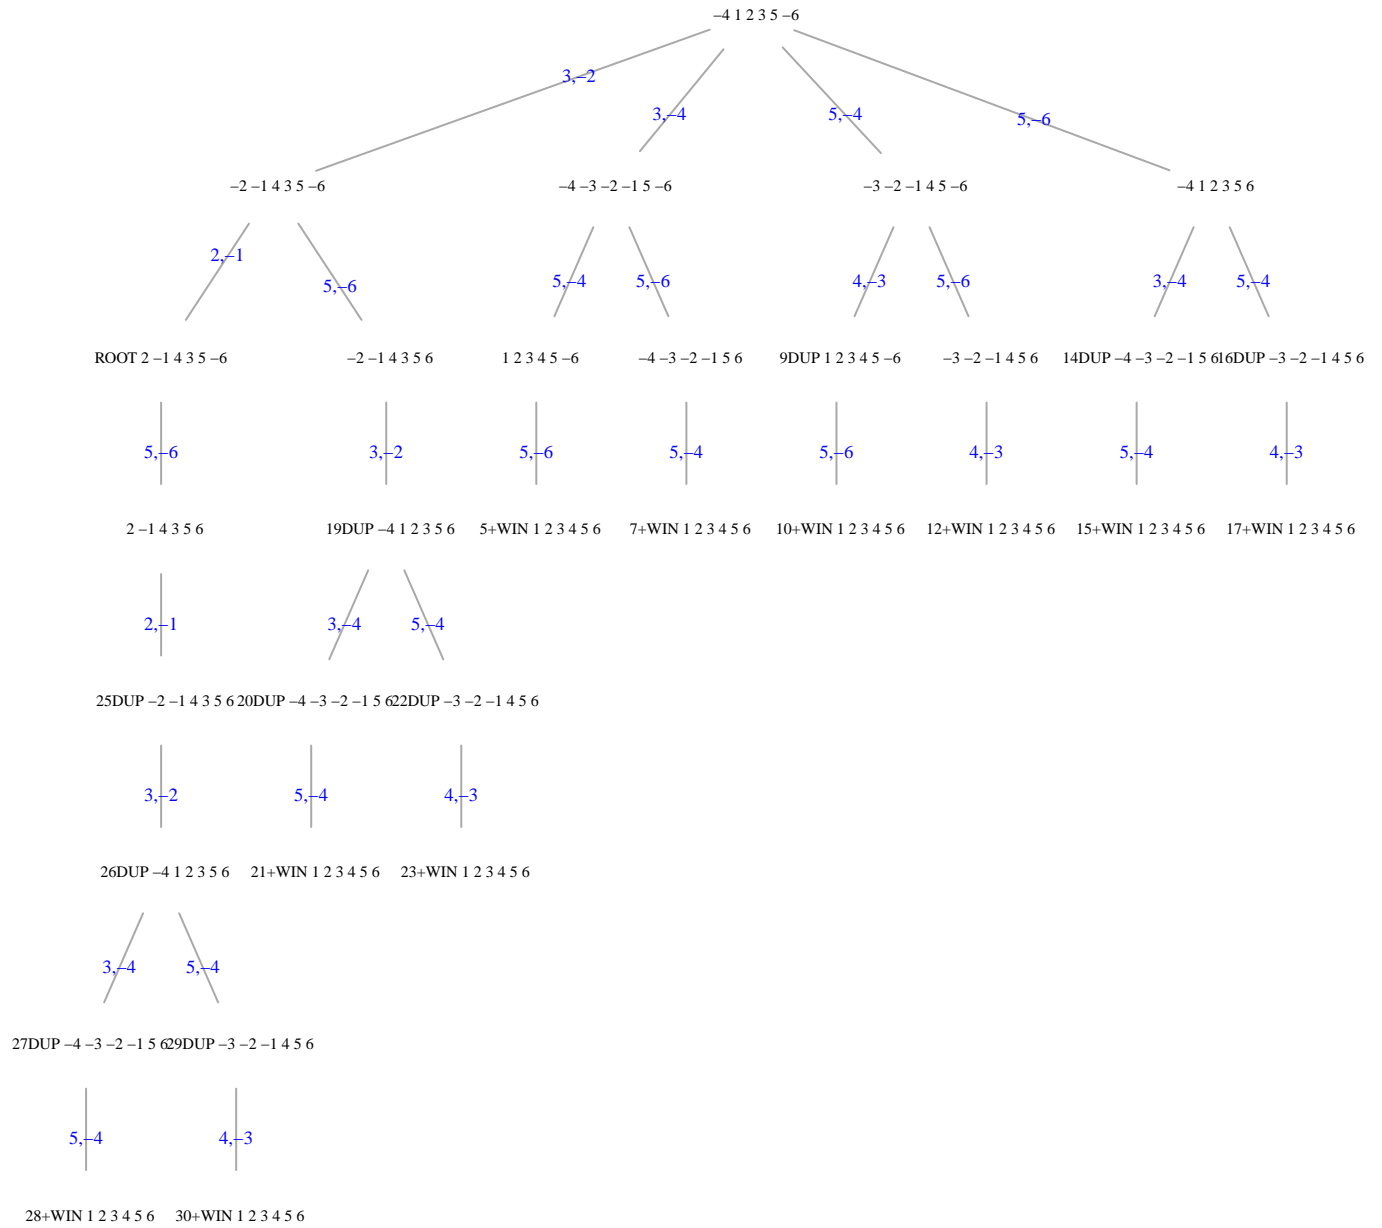 −4 1 2 3 5 −6
3,−2
3,−4
5,−4
5,−6
−2 −1 4 3 5 −6
−4 −3 −2 −1 5 −6
−3 −2 −1 4 5 −6
−4 1 2 3 5 6
2,−1
5,−6
5,−4
5,−6
4,−3
5,−6
3,−4
5,−4
ROOT 2 −1 4 3 5 −6
−2 −1 4 3 5 6
1 2 3 4 5 −6
−4 −3 −2 −1 5 6
9DUP 1 2 3 4 5 −6
−3 −2 −1 4 5 6
14DUP −4 −3 −2 −1 5 6
16DUP −3 −2 −1 4 5 6
5,−6
3,−2
5,−6
5,−4
5,−6
4,−3
5,−4
4,−3
2 −1 4 3 5 6
19DUP −4 1 2 3 5 6
5+WIN 1 2 3 4 5 6
7+WIN 1 2 3 4 5 6
10+WIN 1 2 3 4 5 6
12+WIN 1 2 3 4 5 6
15+WIN 1 2 3 4 5 6
17+WIN 1 2 3 4 5 6
2,−1
3,−4
5,−4
25DUP −2 −1 4 3 5 6
20DUP −4 −3 −2 −1 5 6
22DUP −3 −2 −1 4 5 6
3,−2
5,−4
4,−3
26DUP −4 1 2 3 5 6
21+WIN 1 2 3 4 5 6
23+WIN 1 2 3 4 5 6
3,−4
5,−4
27DUP −4 −3 −2 −1 5 6
29DUP −3 −2 −1 4 5 6
5,−4
4,−3
28+WIN 1 2 3 4 5 6
30+WIN 1 2 3 4 5 6